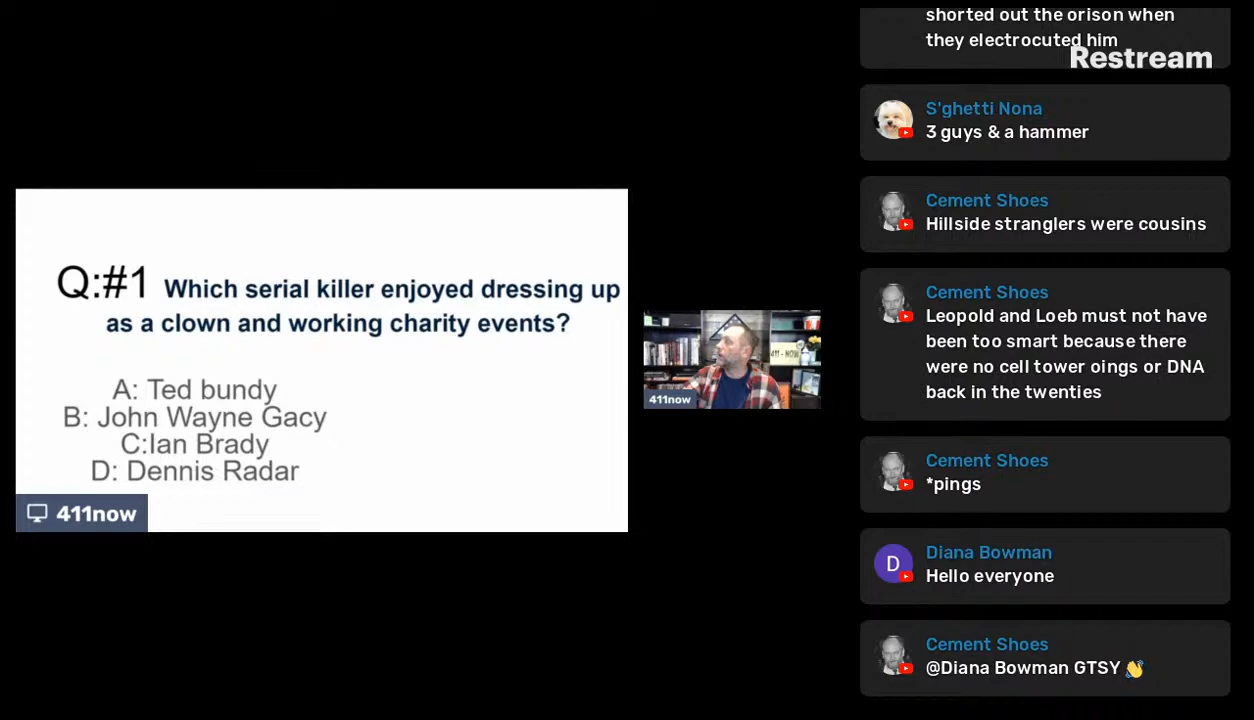 Q:#1 Which serial killer enjoyed dressing up
as a clown and working charity events?
A: Ted bundy
B: John Wayne Gacy
C:Ian Brady
D: Dennis Radar
411now
411 - NOW
411now
shorted out the orison when
they electrocuted him
Restream
S'ghetti Nona
3 guys & a hammer
Cement Shoes
Hillside stranglers were cousins
Cement Shoes
Leopold and Loeb must not have
been too smart because there
were no cell tower oings or DNA
back in the twenties
Cement Shoes
*pings
D
Diana Bowman
Hello everyone
Cement Shoes
@Diana Bowman GTSY 👋